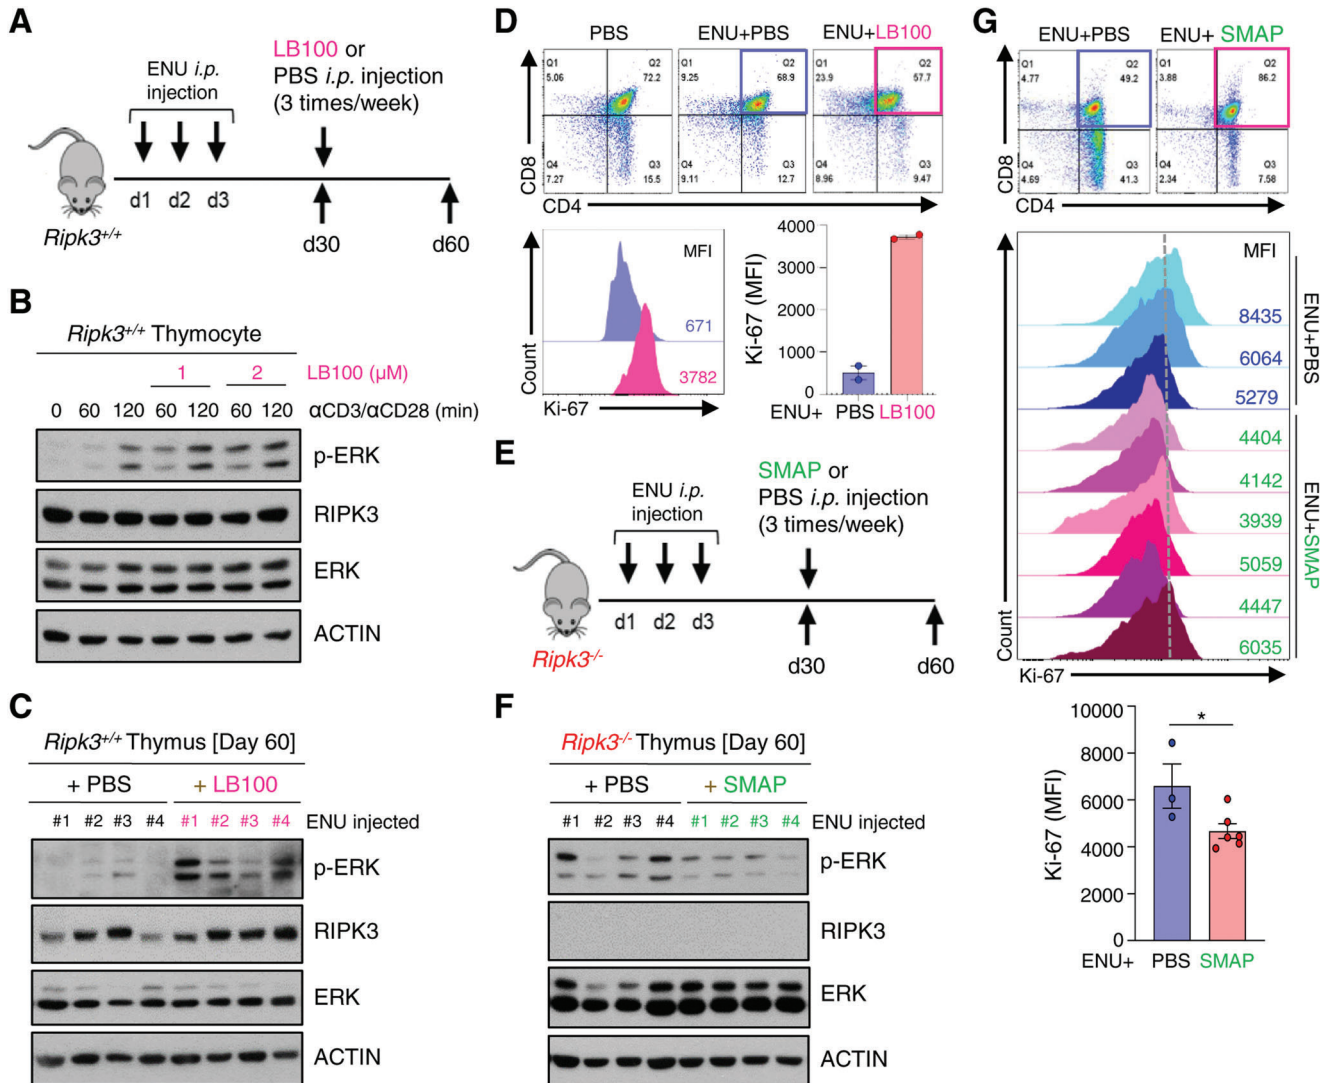 A
LB100 or
PBS i.p. injection
(3 times/week)
ENU i.p.
injection
d1 d2 d3
Ripk3+/+
d30 d60
B
Ripk3+/+ Thymocyte
1 2 LB100 (µM)
0 60 120 60 120 60 120 αCD3/αCD28 (min)
p-ERK
RIPK3
ERK
ACTIN
C
Ripk3+/+ Thymus [Day 60]
+ PBS + LB100
#1 #2 #3 #4 #1 #2 #3 #4 ENU injected
p-ERK
RIPK3
ERK
ACTIN
D
PBS ENU+PBS ENU+LB100
Q1 5.06 Q2 72.2 Q4 7.27 Q3 15.5
Q1 9.25 Q2 68.9 Q4 9.11 Q3 12.7
Q1 23.9 Q2 57.7 Q4 8.96 Q3 9.47
CD8
CD4
MFI
671
3782
Count
Ki-67
Ki-67 (MFI)
4000
3000
2000
1000
0
ENU+ PBS LB100
E
SMAP or
PBS i.p. injection
(3 times/week)
ENU i.p.
injection
d1 d2 d3
Ripk3-/-
d30 d60
F
Ripk3-/- Thymus [Day 60]
+ PBS + SMAP
#1 #2 #3 #4 #1 #2 #3 #4 ENU injected
p-ERK
RIPK3
ERK
ACTIN
G
ENU+PBS ENU+ SMAP
Q1 4.77 Q2 49.2 Q4 4.69 Q3 41.3
Q1 3.88 Q2 86.2 Q4 2.34 Q3 7.58
CD8
CD4
MFI
8435
6064
5279
4404
4142
3939
5059
4447
6035
ENU+PBS
ENU+SMAP
Count
Ki-67
Ki-67 (MFI)
10000
8000
6000
4000
2000
0
*
ENU+ PBS SMAP